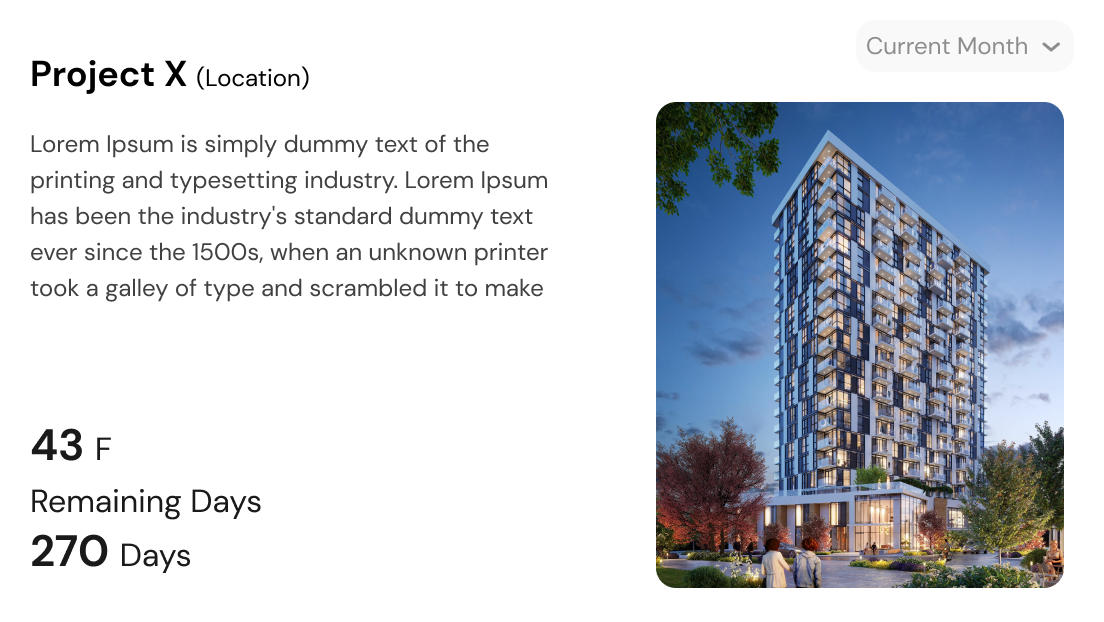 Current Month
Project X (Location)
Lorem Ipsum is simply dummy text of the
printing and typesetting industry. Lorem Ipsum
has been the industry's standard dummy text
ever since the 1500s, when an unknown printer
took a galley of type and scrambled it to make
43 F
Remaining Days
270 Days